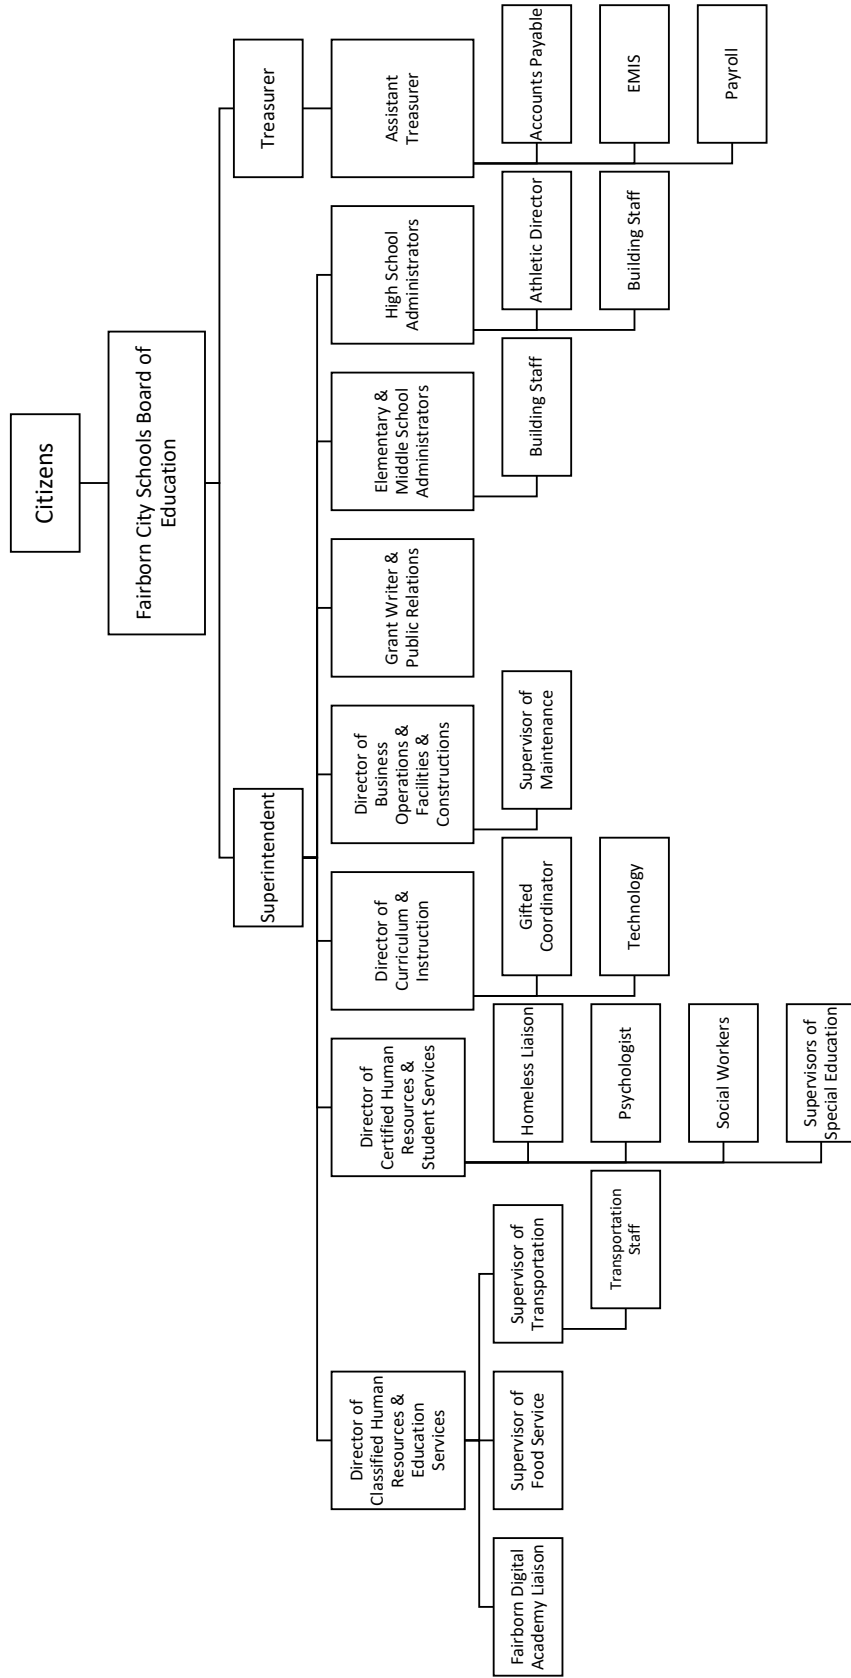 Citizens
Fairborn City Schools Board of
Education
Superintendent
Treasurer
Director of
Classified Human
Resources &
Education
Services
Director of
Certified Human
Resources &
Student Services
Director of
Curriculum &
Instruction
Director of
Business
Operations &
Facilities &
Constructions
Grant Writer &
Public Relations
Elementary &
Middle School
Administrators
High School
Administrators
Assistant
Treasurer
Fairborn Digital
Academy Liaison
Supervisor of
Food Service
Supervisor of
Transportation
Transportation
Staff
Homeless Liaison
Psychologist
Social Workers
Supervisors of
Special Education
Gifted
Coordinator
Technology
Supervisor of
Maintenance
Building Staff
Athletic Director
Building Staff
Accounts Payable
EMIS
Payroll